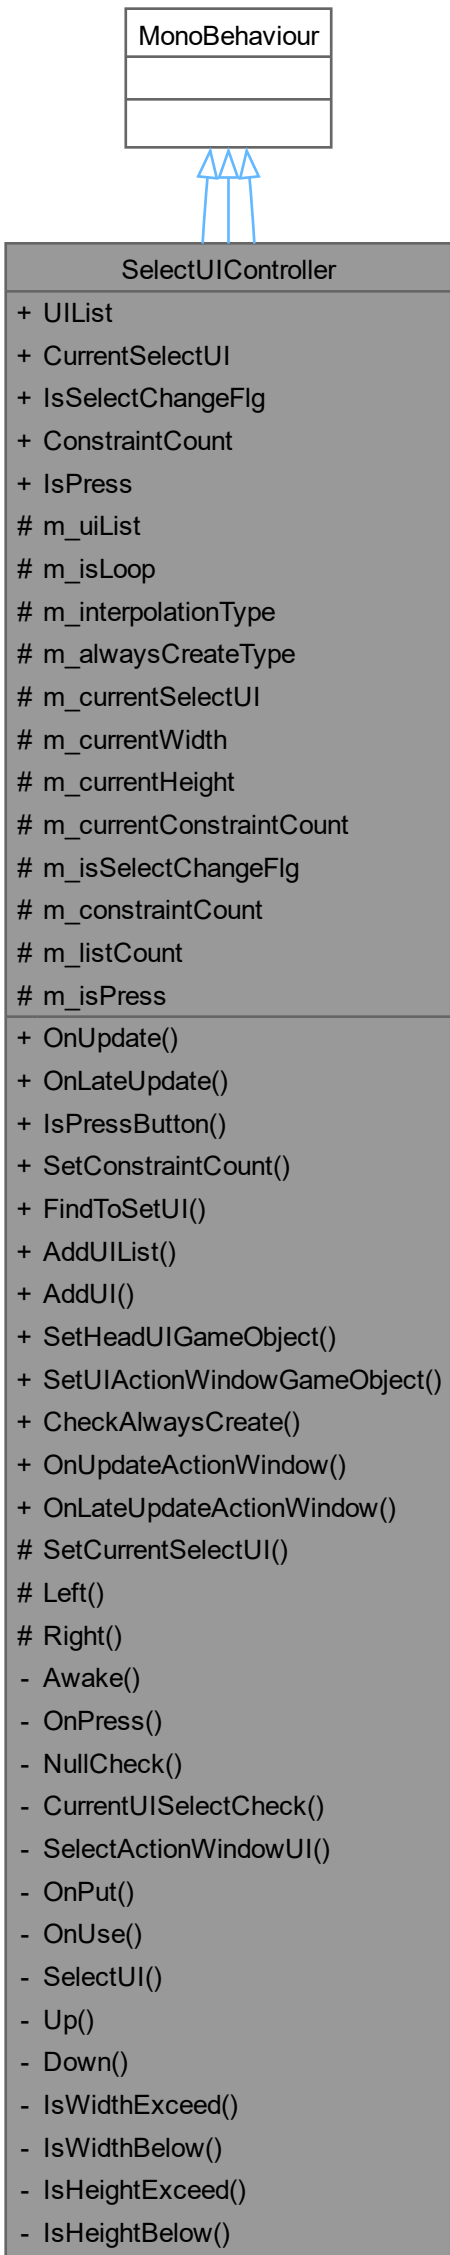 MonoBehaviour
SelectUIController
+ UIList
+ CurrentSelectUI
+ IsSelectChangeFlg
+ ConstraintCount
+ IsPress
# m_uiList
# m_isLoop
# m_interpolationType
# m_alwaysCreateType
# m_currentSelectUI
# m_currentWidth
# m_currentHeight
# m_currentConstraintCount
# m_isSelectChangeFlg
# m_constraintCount
# m_listCount
# m_isPress
+ OnUpdate()
+ OnLateUpdate()
+ IsPressButton()
+ SetConstraintCount()
+ FindToSetUI()
+ AddUIList()
+ AddUI()
+ SetHeadUIGameObject()
+ SetUIActionWindowGameObject()
+ CheckAlwaysCreate()
+ OnUpdateActionWindow()
+ OnLateUpdateActionWindow()
# SetCurrentSelectUI()
# Left()
# Right()
- Awake()
- OnPress()
- NullCheck()
- CurrentUISelectCheck()
- SelectActionWindowUI()
- OnPut()
- OnUse()
- SelectUI()
- Up()
- Down()
- IsWidthExceed()
- IsWidthBelow()
- IsHeightExceed()
- IsHeightBelow()